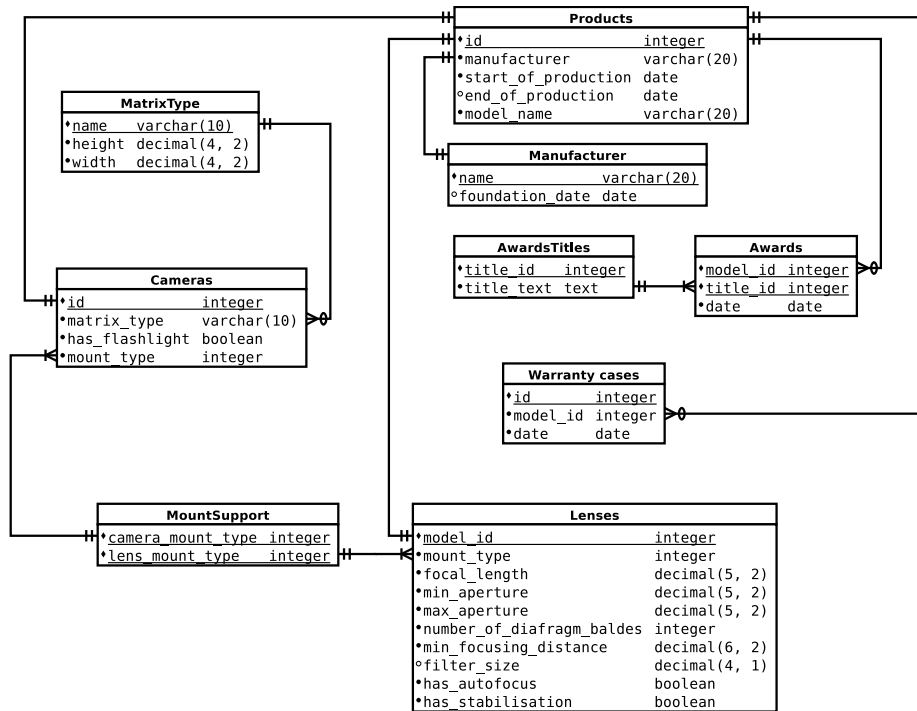 Products
id integer
manufacturer varchar(20)
start_of_production date
end_of_production date
model_name varchar(20)
MatrixType
name varchar(10)
height decimal(4, 2)
width decimal(4, 2)
Manufacturer
name varchar(20)
foundation_date date
AwardsTitles
title_id integer
title_text text
Awards
model_id integer
title_id integer
date date
Cameras
id integer
matrix_type varchar(10)
has_flashlight boolean
mount_type integer
Warranty cases
id integer
model_id integer
date date
MountSupport
camera_mount_type integer
lens_mount_type integer
Lenses
model_id integer
mount_type integer
focal_length decimal(5, 2)
min_aperture decimal(5, 2)
max_aperture decimal(5, 2)
number_of_diafragm_baldes integer
min_focusing_distance decimal(6, 2)
filter_size decimal(4, 1)
has_autofocus boolean
has_stabilisation boolean